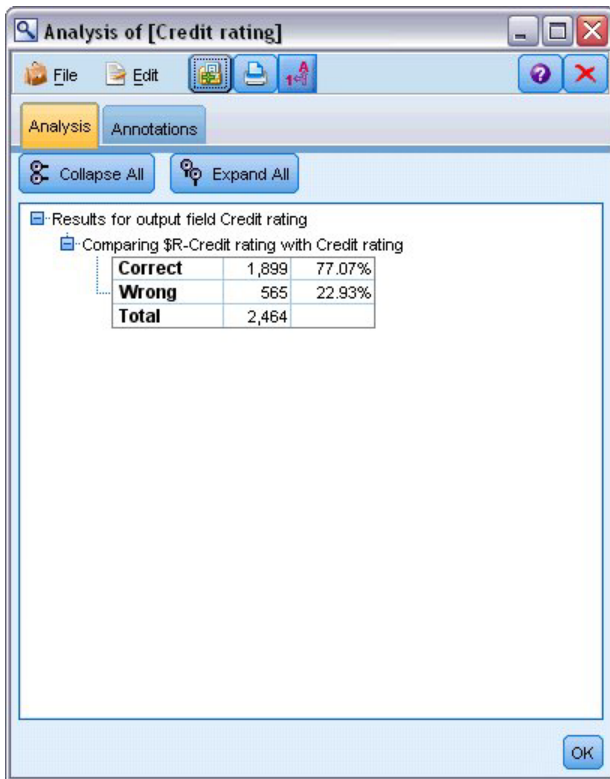 Analysis of [Credit rating]
File Edit
Analysis Annotations
Collapse All Expand All
Results for output field Credit rating
Comparing $R-Credit rating with Credit rating
Correct 1,899 77.07%
Wrong 565 22.93%
Total 2,464
OK